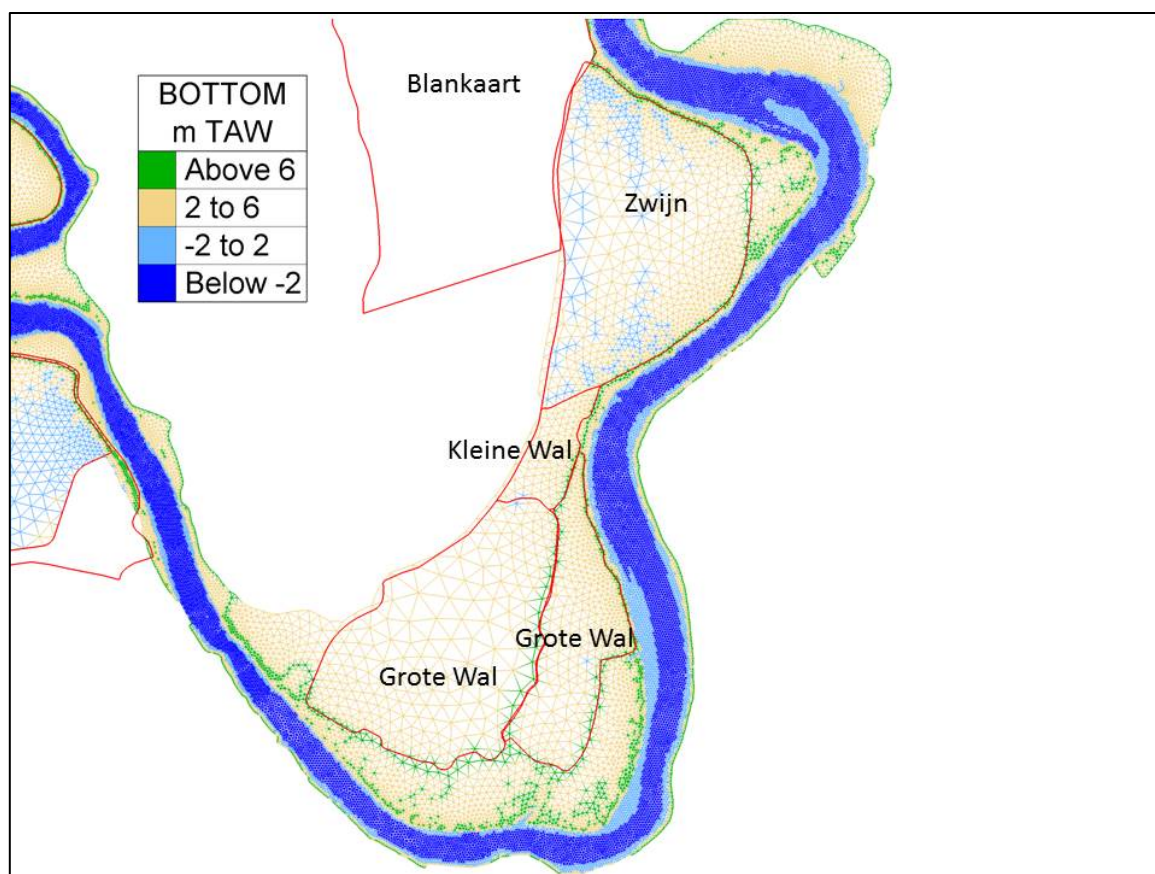 Blankaart
BOTTOM
m TAW
Above 6
2 to 6
-2 to 2
Below -2
Zwijn
Kleine Wal
Grote Wal
Grote Wal